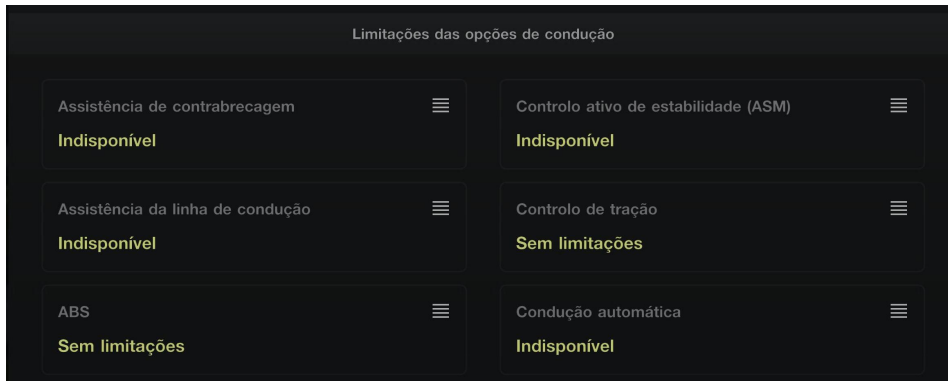 Limitações das opções de condução
Assistência de contrabrecagem
Indisponível
Controlo ativo de estabilidade (ASM)
Indisponível
Assistência da linha de condução
Indisponível
Controlo de tração
Sem limitações
ABS
Sem limitações
Condução automática
Indisponível